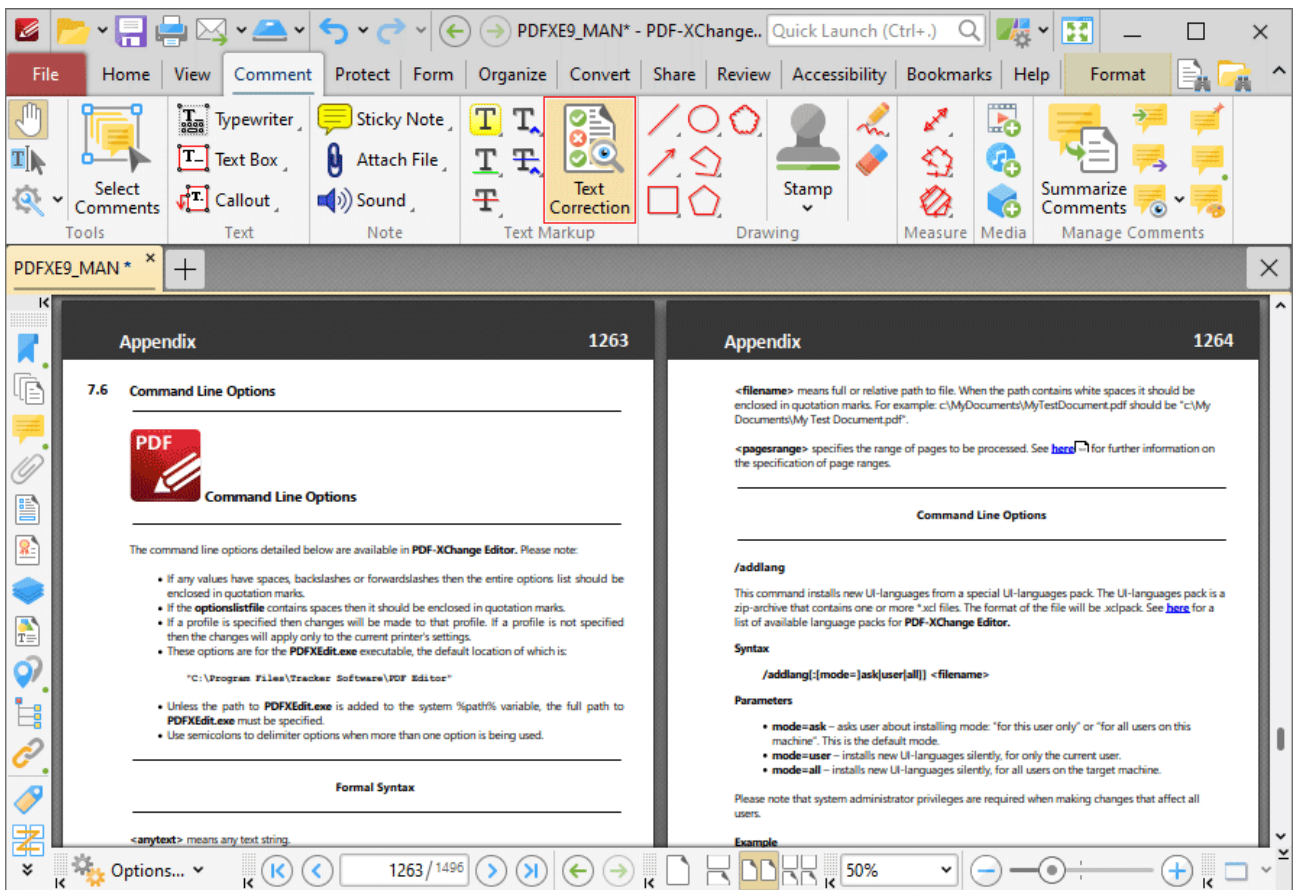 PDFXE9_MAN* - PDF-XChange.. Quick Launch (Ctrl+.)
File Home View Comment Protect Form Organize Convert Share Review Accessibility Bookmarks Help Format
Typewriter Sticky Note
Text Box Attach File
Callout Sound
Select
Comments
Text
Correction
Stamp
Summarize
Comments
Tools Text Note Text Markup Drawing Measure Media Manage Comments
PDFXE9_MAN *
Appendix 1263
7.6 Command Line Options
PDF
Command Line Options
The command line options detailed below are available in PDF-XChange Editor. Please note:
• If any values have spaces, backslashes or forwardslashes then the entire options list should be
enclosed in quotation marks.
• If the optionslistfile contains spaces then it should be enclosed in quotation marks.
• If a profile is specified then changes will be made to that profile. If a profile is not specified
then the changes will apply only to the current printer's settings.
• These options are for the PDFXEdit.exe executable, the default location of which is:
"C:\Program Files\Tracker Software\PDF Editor"
• Unless the path to PDFXEdit.exe is added to the system %path% variable, the full path to
PDFXEdit.exe must be specified.
• Use semicolons to delimiter options when more than one option is being used.
Formal Syntax
<anytext> means any text string.
Appendix 1264
<filename> means full or relative path to file. When the path contains white spaces it should be
enclosed in quotation marks. For example: c:\MyDocuments\MyTestDocument.pdf should be "c:\My
Documents\My Test Document.pdf".
<pagesrange> specifies the range of pages to be processed. See here for further information on
the specification of page ranges.
Command Line Options
/addlang
This command installs new UI-languages from a special UI-languages pack. The UI-languages pack is a
zip-archive that contains one or more *.xcl files. The format of the file will be .xclpack. See here for a
list of available language packs for PDF-XChange Editor.
Syntax
/addlang[:[mode=]ask|user|all]] <filename>
Parameters
• mode=ask – asks user about installing mode: "for this user only" or "for all users on this
machine". This is the default mode.
• mode=user – installs new UI-languages silently, for only the current user.
• mode=all – installs new UI-languages silently, for all users on the target machine.
Please note that system administrator privileges are required when making changes that affect all
users.
Example
Options... 1263 / 1496 50%